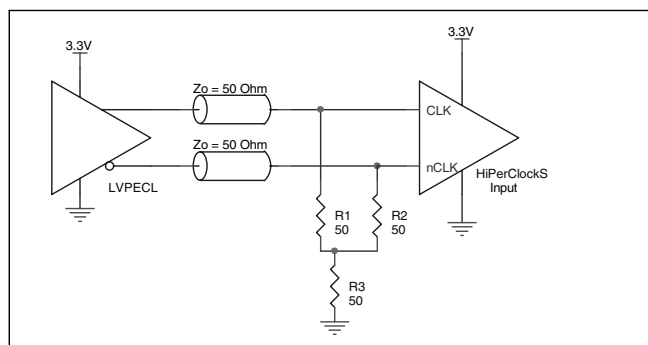 3.3V
3.3V
Zo = 50 Ohm
CLK
Zo = 50 Ohm
nCLK
LVPECL
HiPerClockS
Input
R1
50
R2
50
R3
50